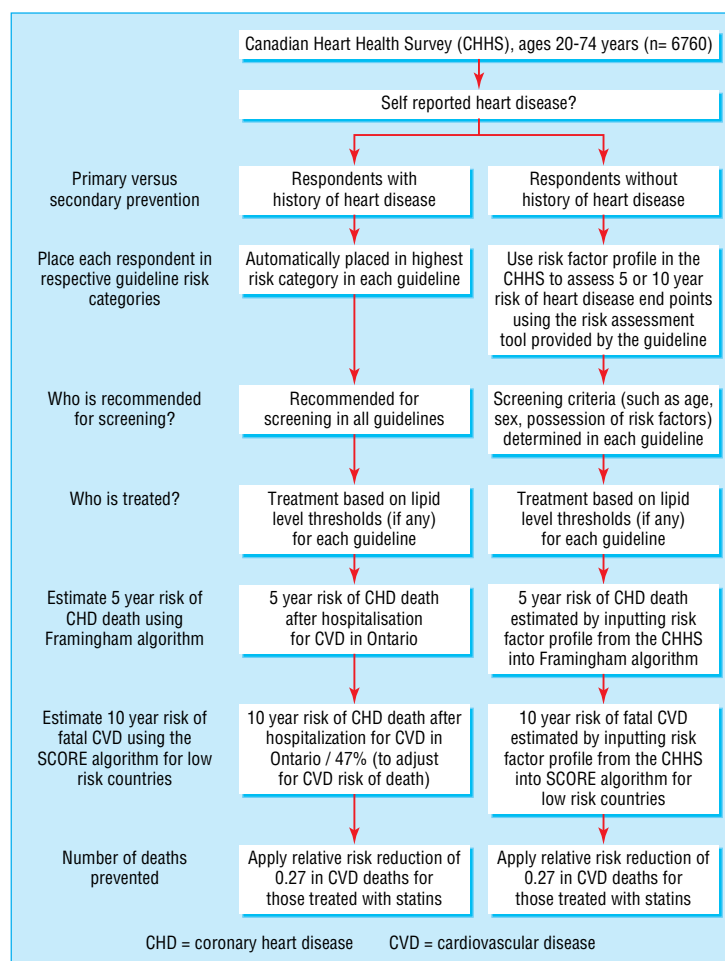 Canadian Heart Health Survey (CHHS), ages 20-74 years (n= 6760)
Self reported heart disease?
Primary versus
secondary prevention
Respondents with
history of heart disease
Respondents without
history of heart disease
Place each respondent in
respective guideline risk
categories
Automatically placed in highest
risk category in each guideline
Use risk factor profile in the
CHHS to assess 5 or 10 year
risk of heart disease end points
using the risk assessment
tool provided by the guideline
Who is recommended
for screening?
Recommended for
screening in all guidelines
Screening criteria (such as age,
sex, possession of risk factors)
determined in each guideline
Who is treated?
Treatment based on lipid
level thresholds (if any)
for each guideline
Treatment based on lipid
level thresholds (if any)
for each guideline
Estimate 5 year risk of
CHD death using
Framingham algorithm
5 year risk of CHD death
after hospitalisation
for CVD in Ontario
5 year risk of CHD death
estimated by inputting risk
factor profile from the CHHS
into Framingham algorithm
Estimate 10 year risk of
fatal CVD using the
SCORE algorithm for low
risk countries
10 year risk of CHD death after
hospitalization for CVD in
Ontario / 47% (to adjust
for CVD risk of death)
10 year risk of fatal CVD
estimated by inputting risk
factor profile from the CHHS
into SCORE algorithm for
low risk countries
Number of deaths
prevented
Apply relative risk reduction of
0.27 in CVD deaths for
those treated with statins
Apply relative risk reduction of
0.27 in CVD deaths for
those treated with statins
CHD = coronary heart disease CVD = cardiovascular disease